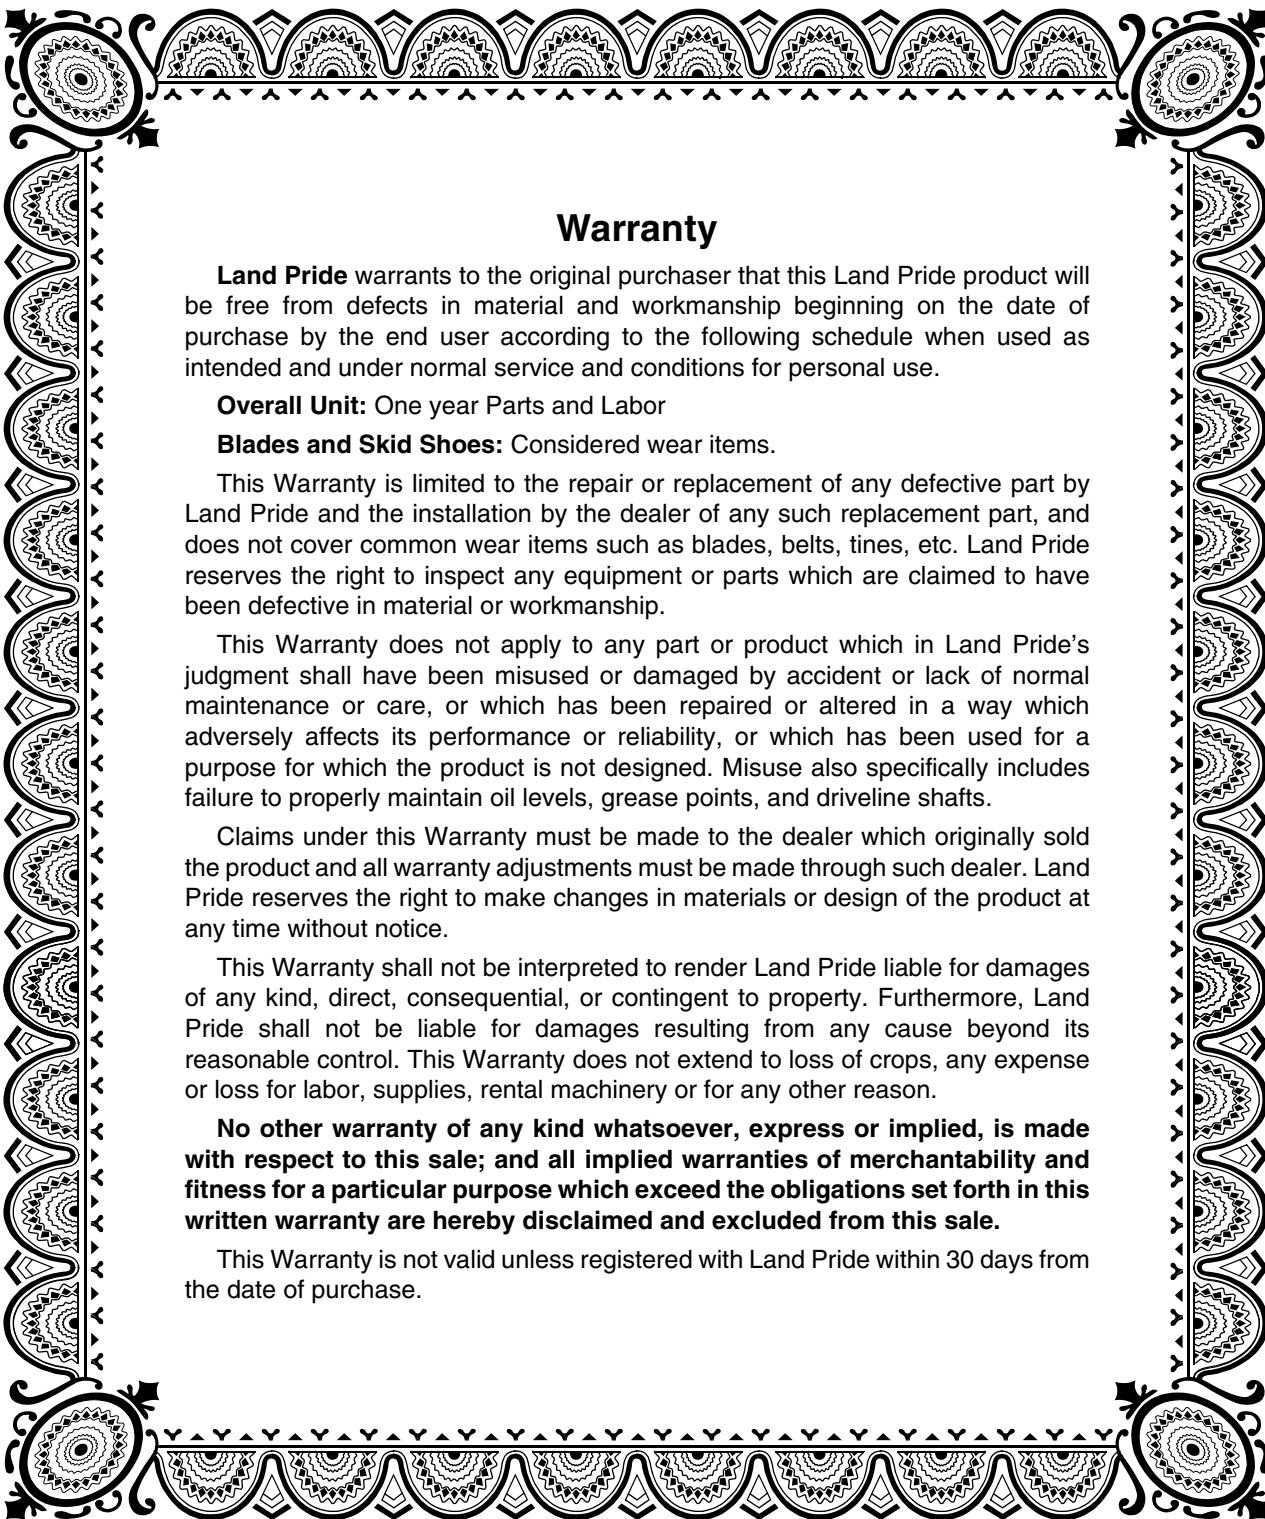 Warranty
Land Pride warrants to the original purchaser that this Land Pride product will
be free from defects in material and workmanship beginning on the date of
purchase by the end user according to the following schedule when used as
intended and under normal service and conditions for personal use.
Overall Unit: One year Parts and Labor
Blades and Skid Shoes: Considered wear items.
This Warranty is limited to the repair or replacement of any defective part by
Land Pride and the installation by the dealer of any such replacement part, and
does not cover common wear items such as blades, belts, tines, etc. Land Pride
reserves the right to inspect any equipment or parts which are claimed to have
been defective in material or workmanship.
This Warranty does not apply to any part or product which in Land Pride’s
judgment shall have been misused or damaged by accident or lack of normal
maintenance or care, or which has been repaired or altered in a way which
adversely affects its performance or reliability, or which has been used for a
purpose for which the product is not designed. Misuse also specifically includes
failure to properly maintain oil levels, grease points, and driveline shafts.
Claims under this Warranty must be made to the dealer which originally sold
the product and all warranty adjustments must be made through such dealer. Land
Pride reserves the right to make changes in materials or design of the product at
any time without notice.
This Warranty shall not be interpreted to render Land Pride liable for damages
of any kind, direct, consequential, or contingent to property. Furthermore, Land
Pride shall not be liable for damages resulting from any cause beyond its
reasonable control. This Warranty does not extend to loss of crops, any expense
or loss for labor, supplies, rental machinery or for any other reason.
No other warranty of any kind whatsoever, express or implied, is made
with respect to this sale; and all implied warranties of merchantability and
fitness for a particular purpose which exceed the obligations set forth in this
written warranty are hereby disclaimed and excluded from this sale.
This Warranty is not valid unless registered with Land Pride within 30 days from
the date of purchase.